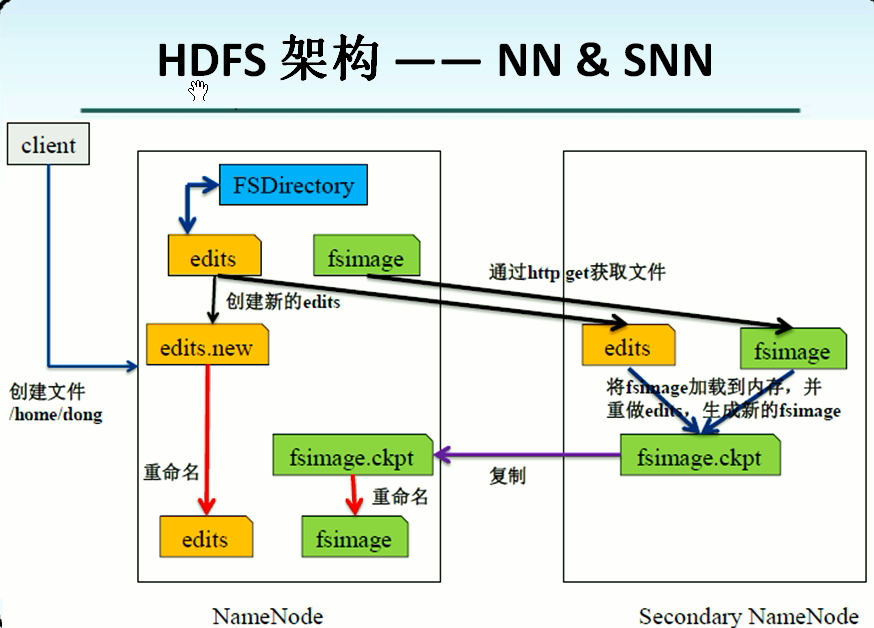 HDFS 架构 —— NN & SNN
client
FSDirectory
edits
fsimage
通过http get获取文件
创建新的edits
edits.new
edits
fsimage
创建文件
/home/dong
将fsimage加载到内存，并
重做edits，生成新的fsimage
fsimage.ckpt
fsimage.ckpt
复制
重命名
重命名
edits
fsimage
NameNode
Secondary NameNode